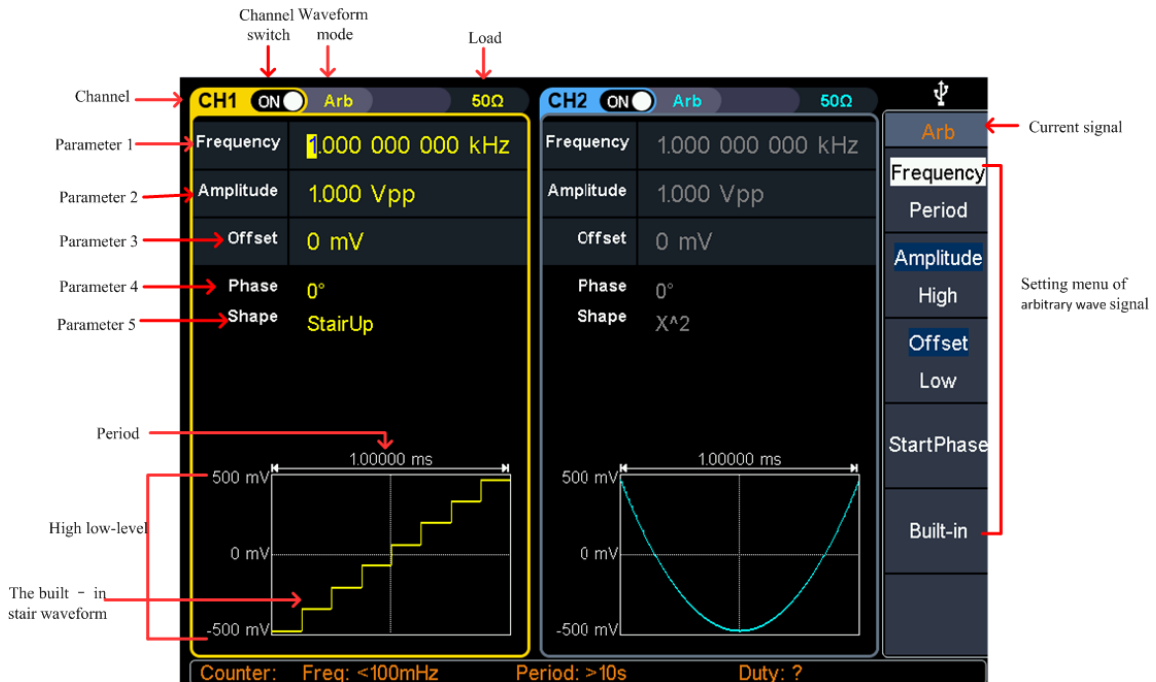 Channel Waveform
switch mode
Load
Channel
CH1 ON Arb 50Ω
CH2 ON Arb 50Ω
Current signal
Arb
Parameter 1
Frequency 1.000 000 000 kHz
Frequency 1.000 000 000 kHz
Frequency
Period
Parameter 2
Amplitude 1.000 Vpp
Amplitude 1.000 Vpp
Parameter 3
Offset 0 mV
Offset 0 mV
Amplitude
High
Parameter 4
Phase 0°
Phase 0°
Setting menu of
arbitrary wave signal
Parameter 5
Shape StairUp
Shape X^2
Offset
Low
StartPhase
Built-in
Period
1.00000 ms
1.00000 ms
500 mV
500 mV
High low-level
0 mV
0 mV
The built - in
stair waveform
-500 mV
-500 mV
Counter: Freq: <100mHz Period: >10s Duty: ?